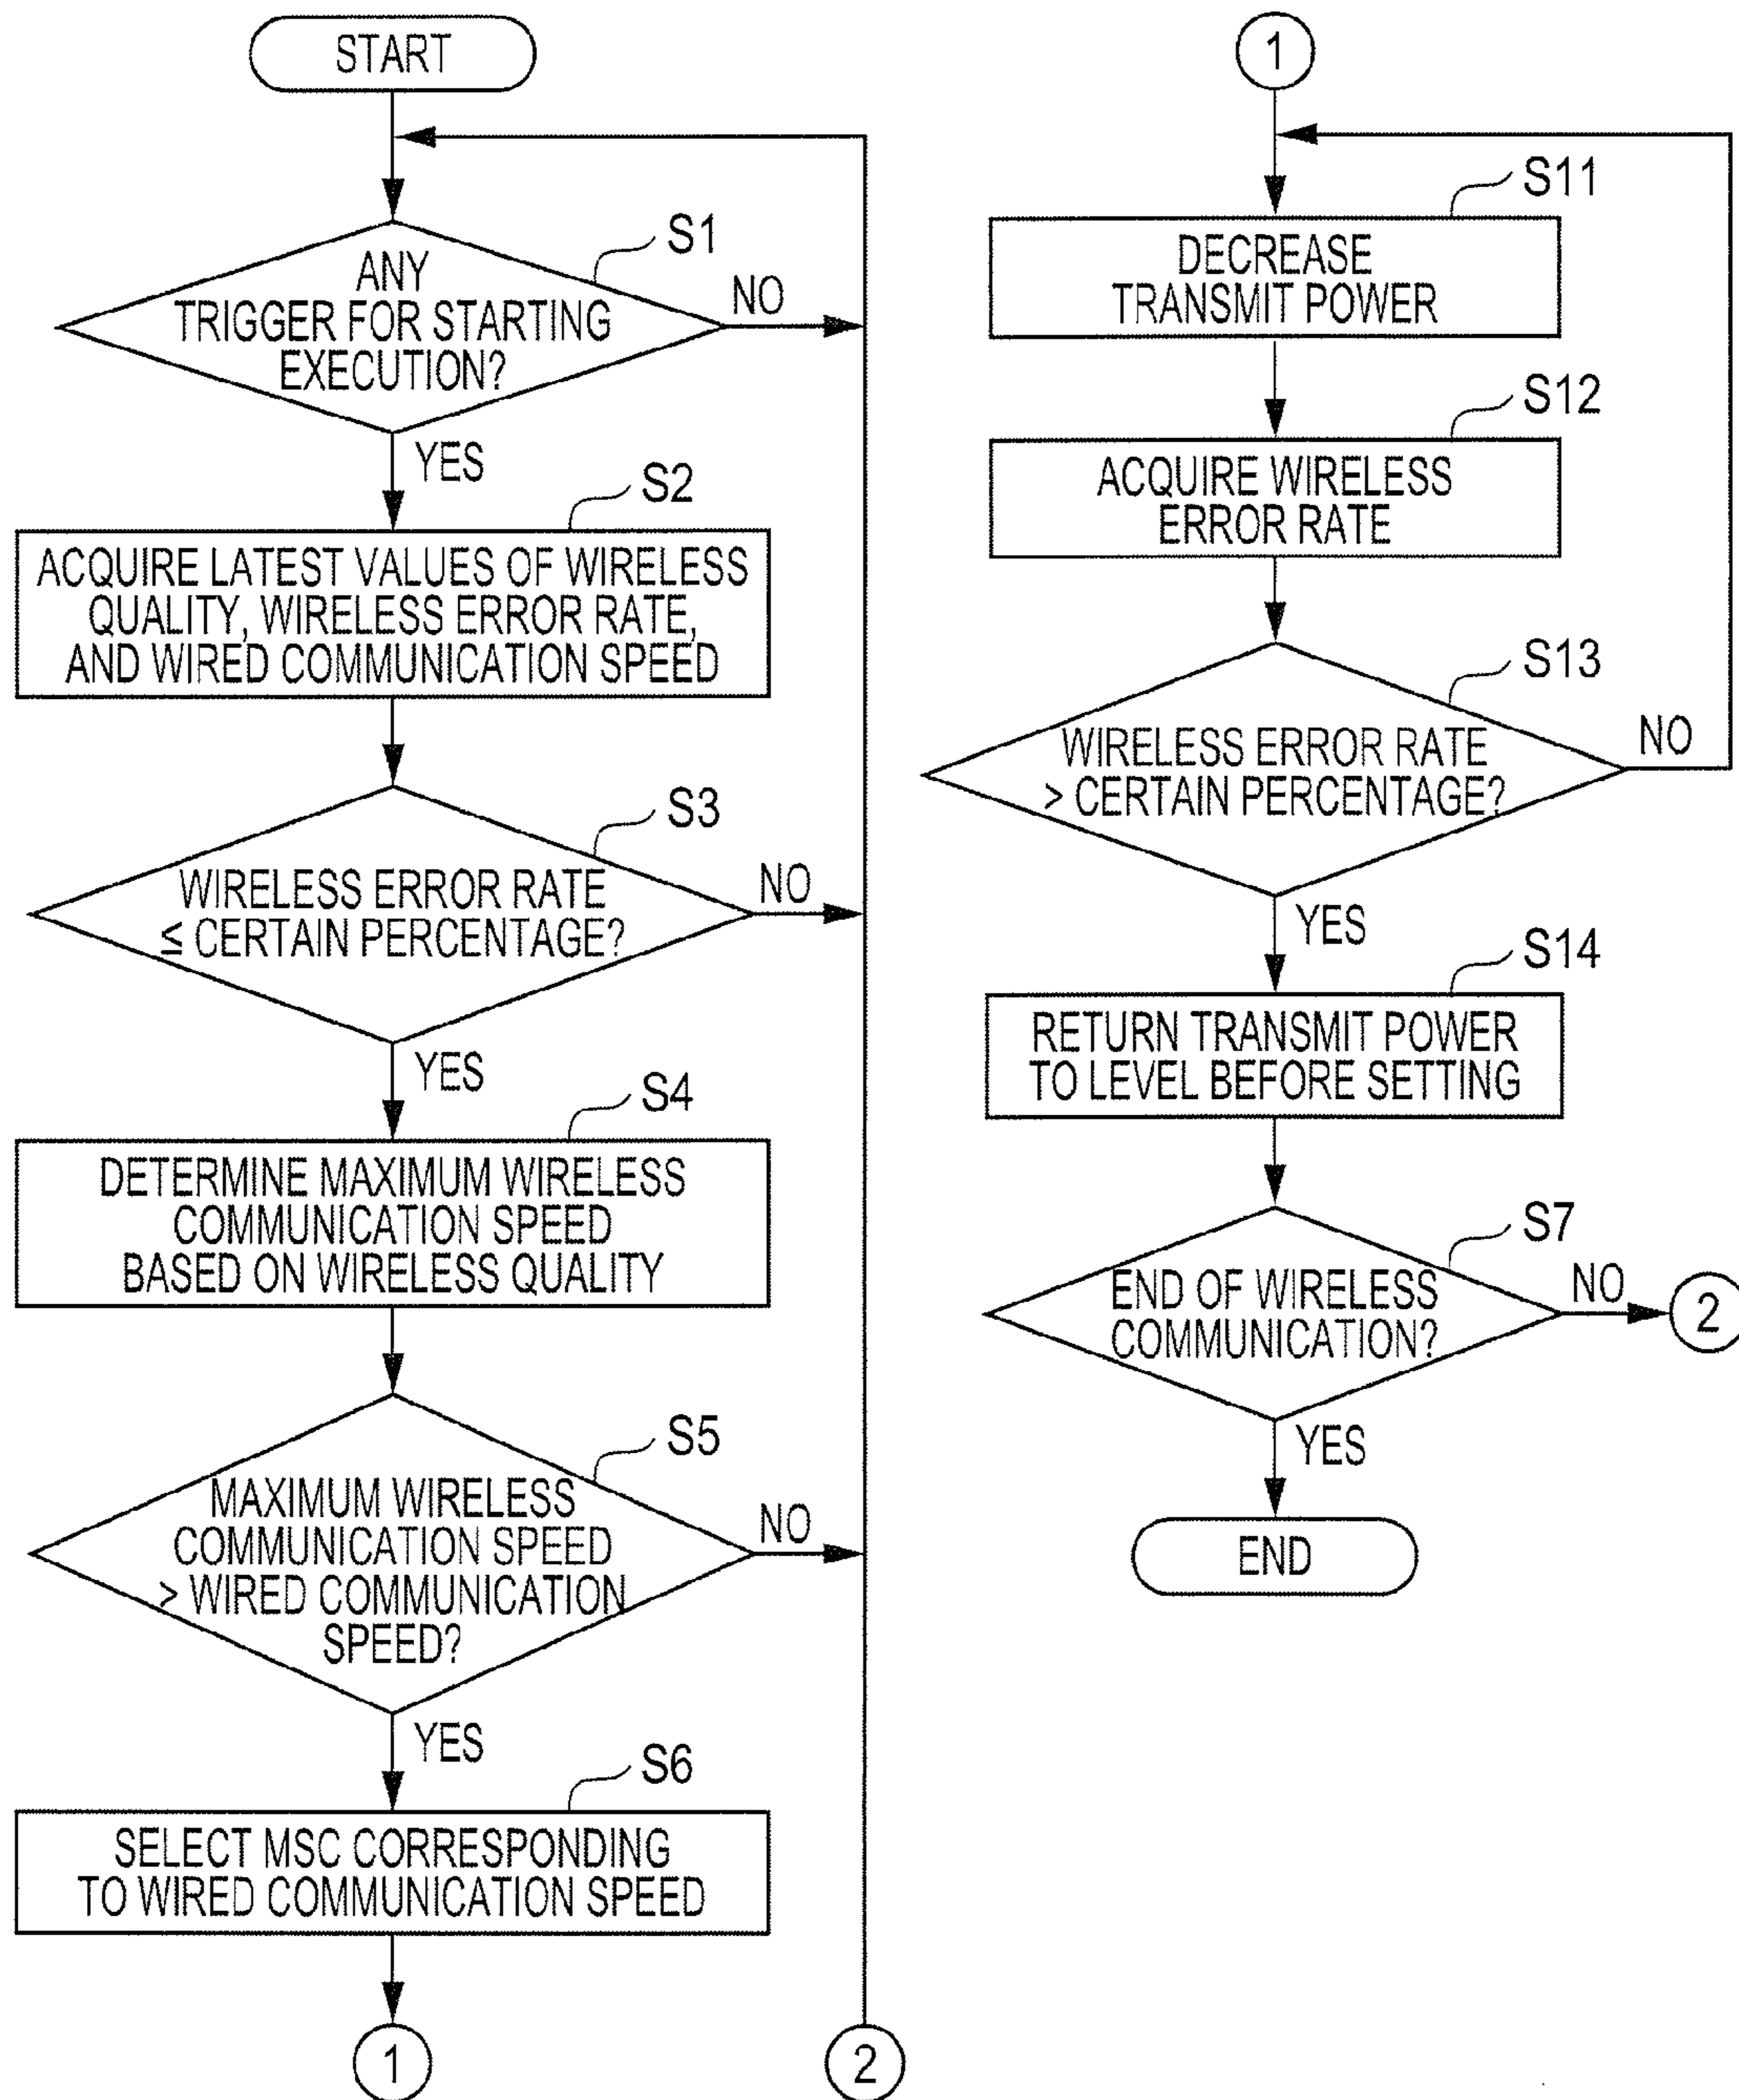 START
S1
ANY
TRIGGER FOR STARTING
EXECUTION?
NO
YES
S2
ACQUIRE LATEST VALUES OF WIRELESS
QUALITY, WIRELESS ERROR RATE,
AND WIRED COMMUNICATION SPEED
S3
WIRELESS ERROR RATE
≤ CERTAIN PERCENTAGE?
NO
YES
S4
DETERMINE MAXIMUM WIRELESS
COMMUNICATION SPEED
BASED ON WIRELESS QUALITY
S5
MAXIMUM WIRELESS
COMMUNICATION SPEED
> WIRED COMMUNICATION
SPEED?
NO
YES
S6
SELECT MSC CORRESPONDING
TO WIRED COMMUNICATION SPEED
1
2
1
S11
DECREASE
TRANSMIT POWER
S12
ACQUIRE WIRELESS
ERROR RATE
S13
WIRELESS ERROR RATE
> CERTAIN PERCENTAGE?
NO
YES
S14
RETURN TRANSMIT POWER
TO LEVEL BEFORE SETTING
S7
END OF WIRELESS
COMMUNICATION?
NO
2
YES
END